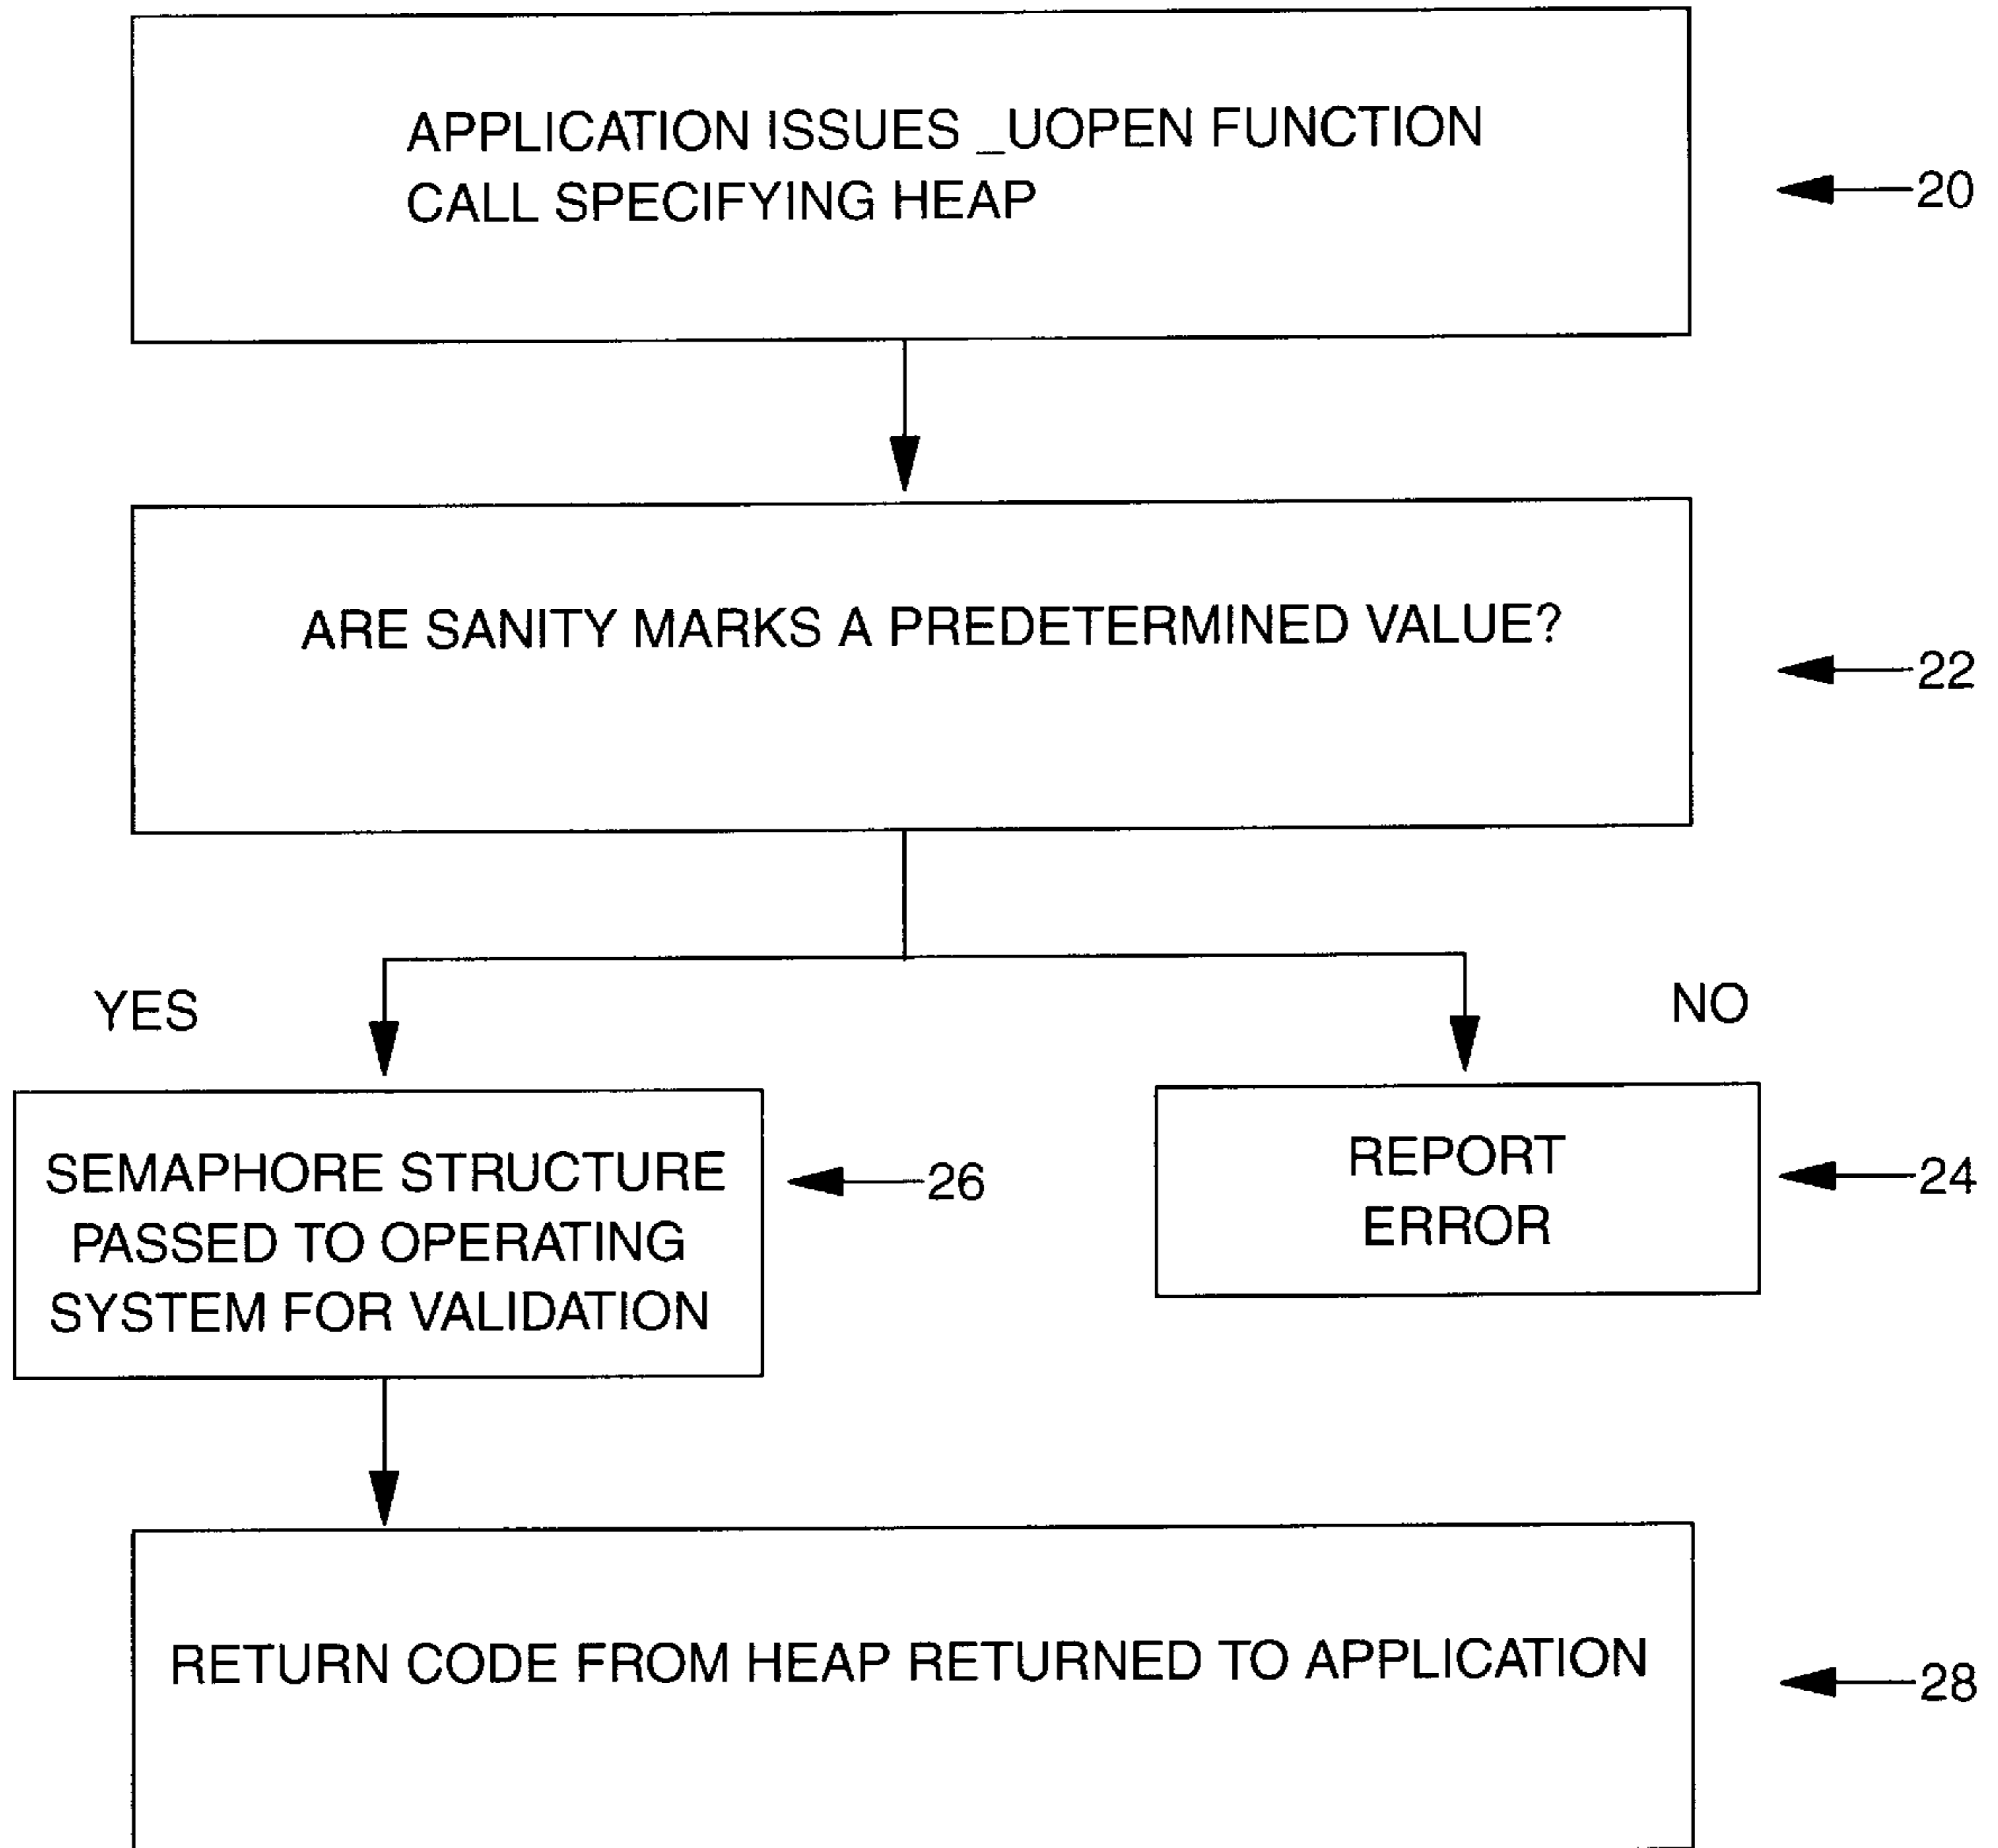 APPLICATION ISSUES _UOPEN FUNCTION
CALL SPECIFYING HEAP
20
ARE SANITY MARKS A PREDETERMINED VALUE?
22
YES
NO
SEMAPHORE STRUCTURE
PASSED TO OPERATING
SYSTEM FOR VALIDATION
26
REPORT
ERROR
24
RETURN CODE FROM HEAP RETURNED TO APPLICATION
28